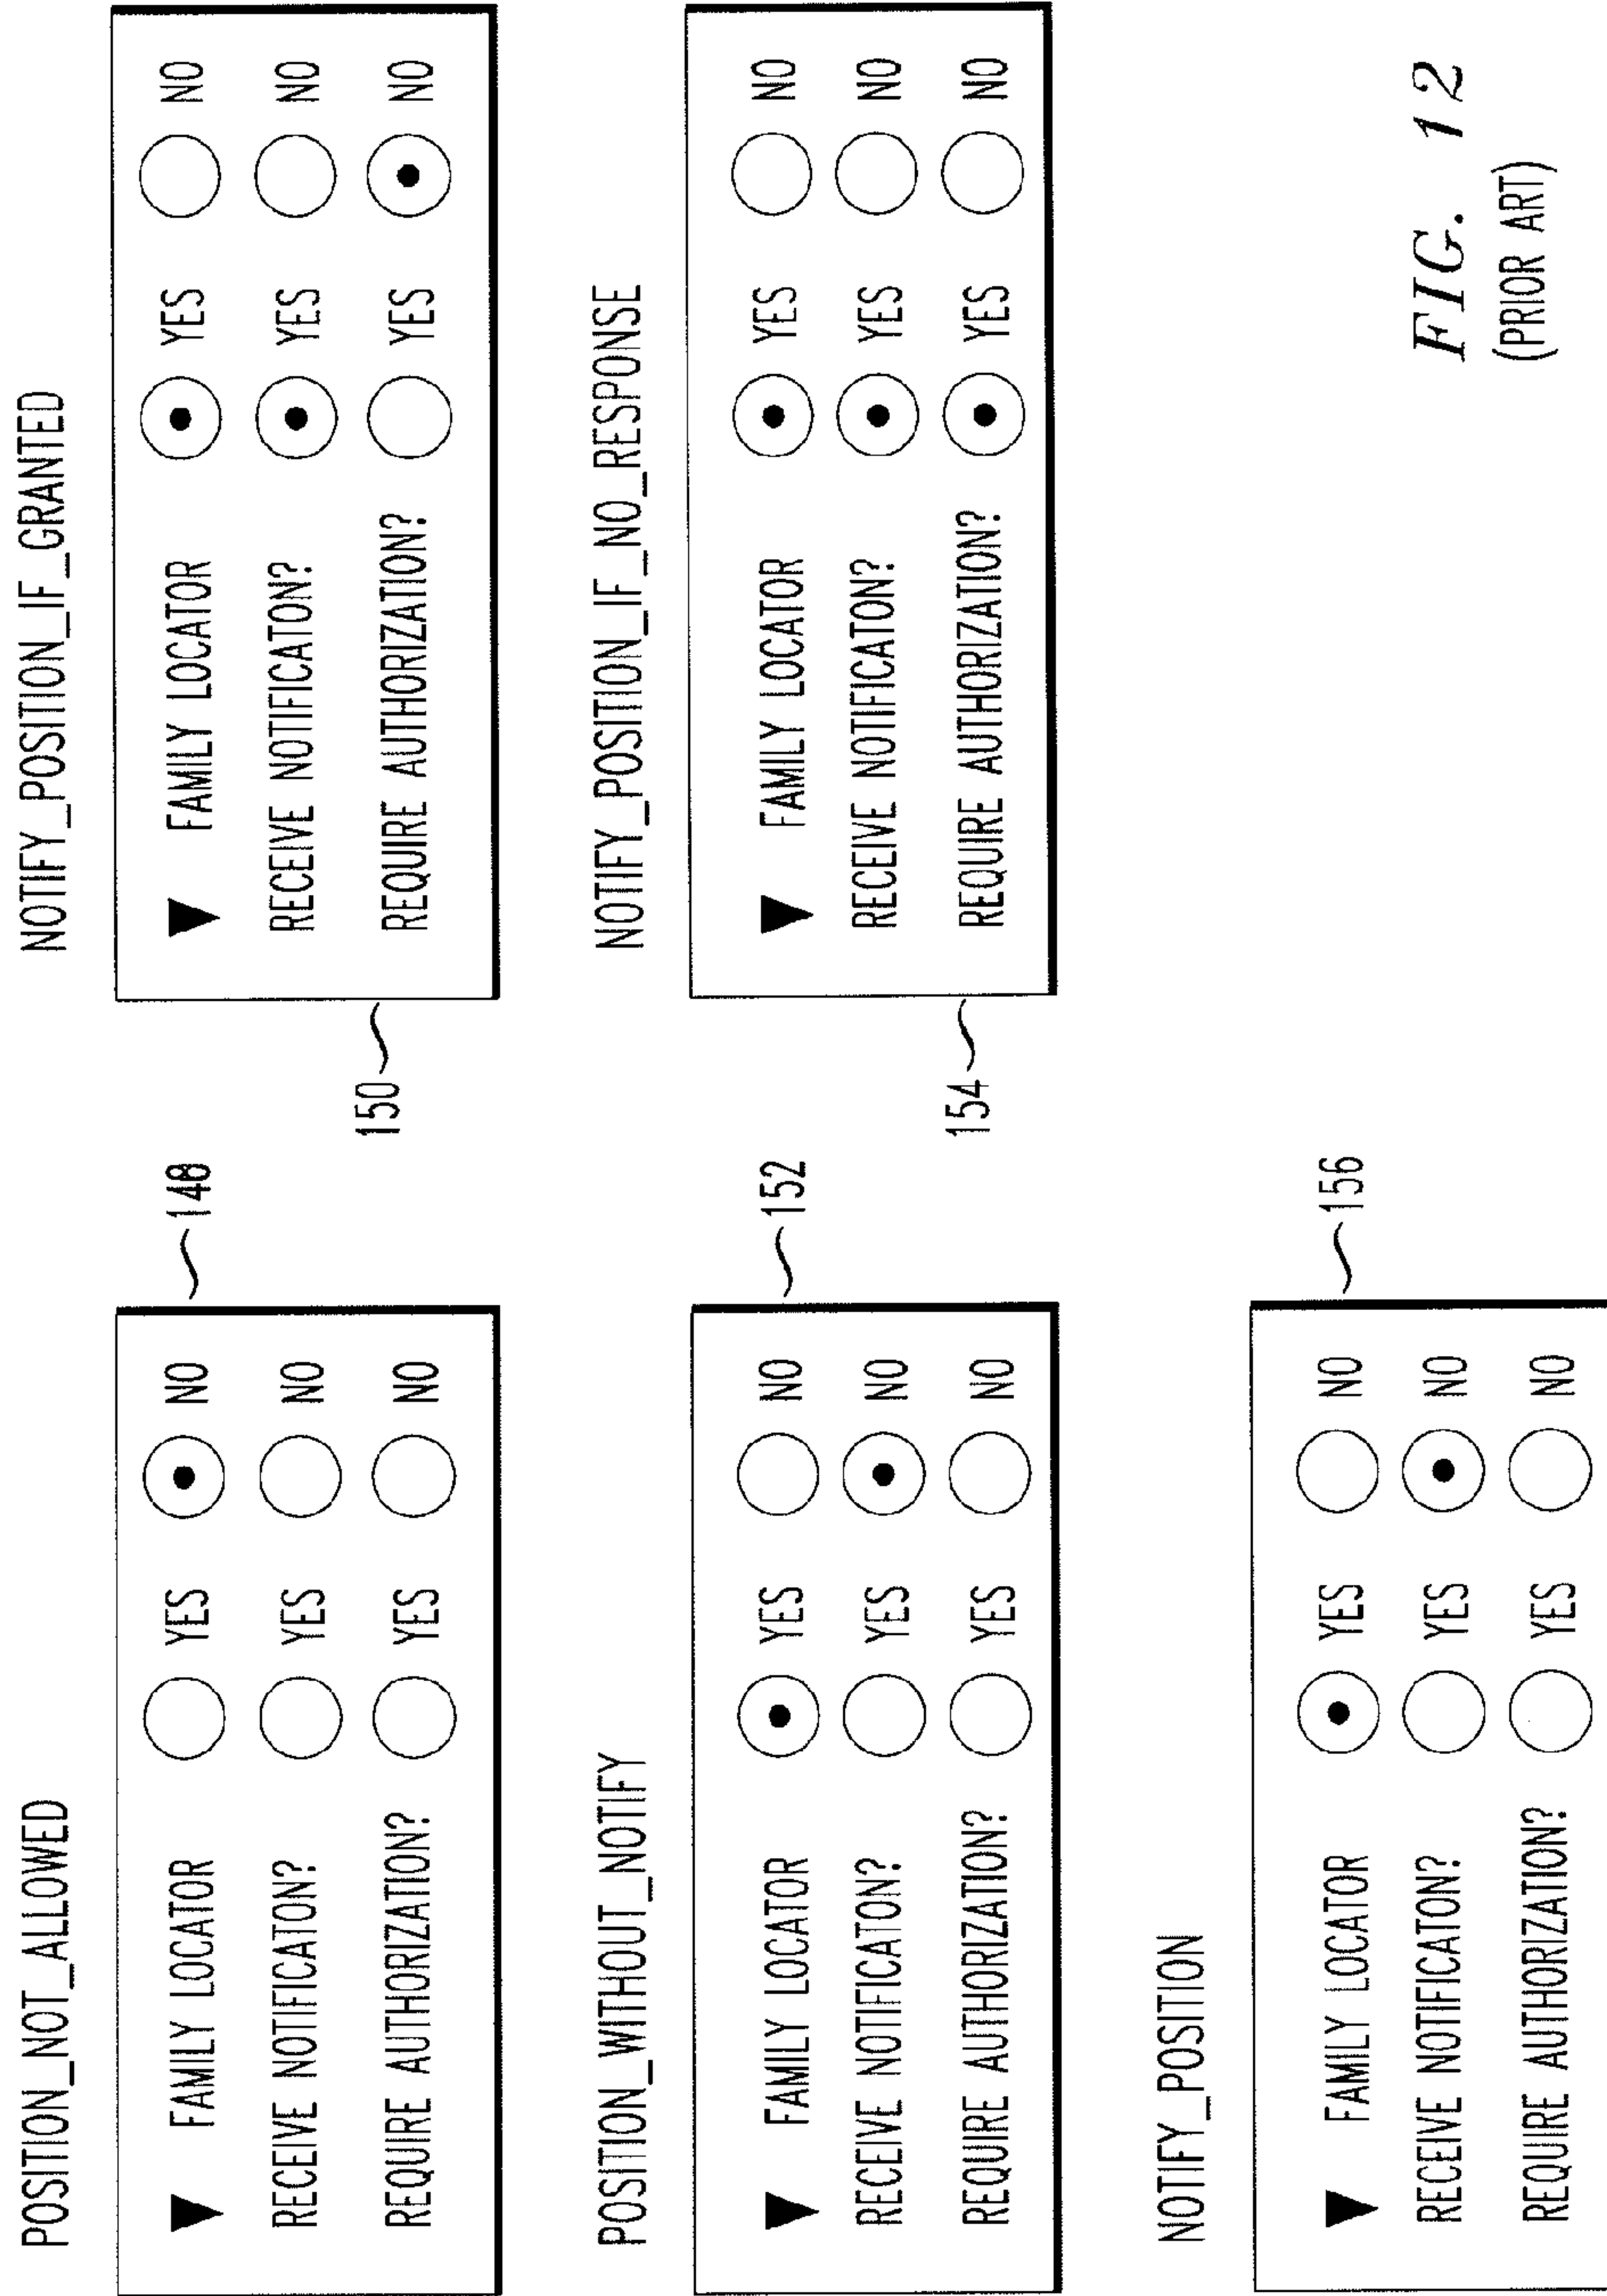 POSITION_NOT_ALLOWED
FAMILY LOCATOR YES NO
RECEIVE NOTIFICATON? YES NO
REQUIRE AUTHORIZATION? YES NO
148
NOTIFY_POSITION_IF_GRANTED
FAMILY LOCATOR YES NO
RECEIVE NOTIFICATON? YES NO
REQUIRE AUTHORIZATION? YES NO
150
POSITION_WITHOUT_NOTIFY
FAMILY LOCATOR YES NO
RECEIVE NOTIFICATON? YES NO
REQUIRE AUTHORIZATION? YES NO
152
NOTIFY_POSITION_IF_NO_RESPONSE
FAMILY LOCATOR YES NO
RECEIVE NOTIFICATON? YES NO
REQUIRE AUTHORIZATION? YES NO
154
NOTIFY_POSITION
FAMILY LOCATOR YES NO
RECEIVE NOTIFICATON? YES NO
REQUIRE AUTHORIZATION? YES NO
156
FIG. 12
(PRIOR ART)